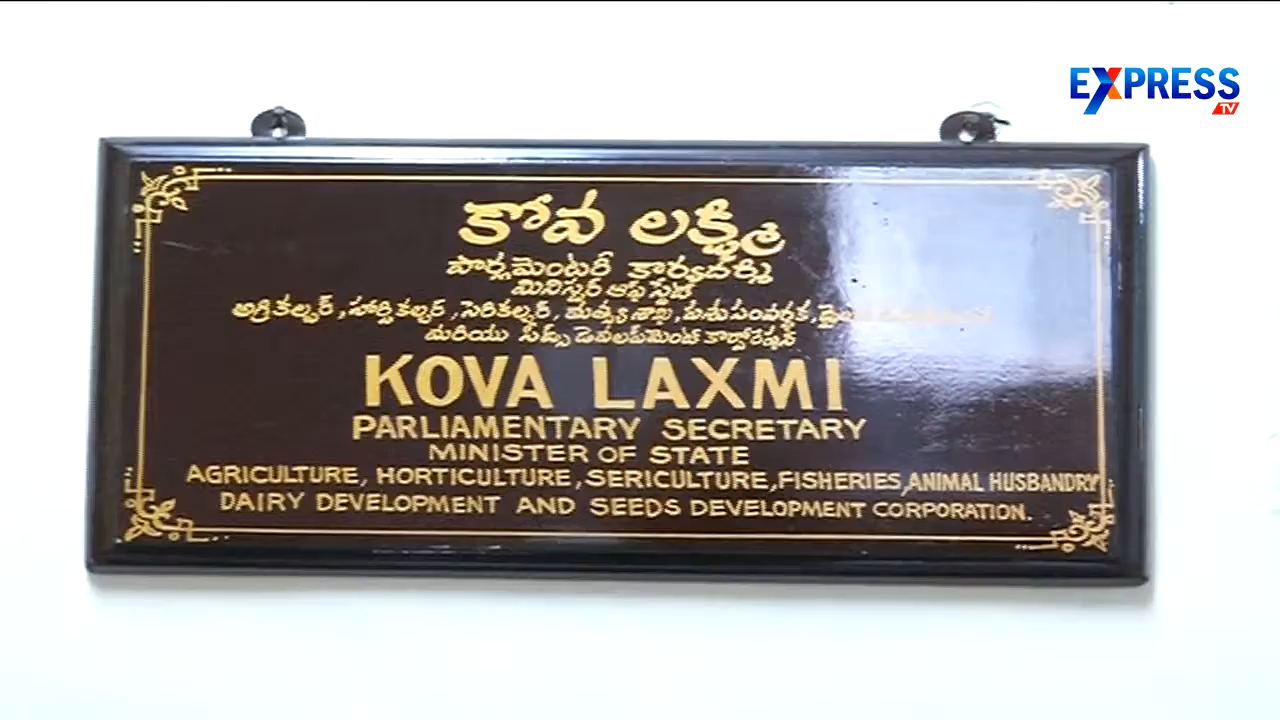 EXPRESS TV
కోవ లక్ష్మి
పార్లమెంటరీ కార్యదర్శి
మినిస్టర్ ఆఫ్ స్టేట్
అగ్రికల్చర్, హార్టికల్చర్, సెరికల్చర్, మత్స్యశాఖ, పశుసంవర్ధక,
మరియు సీడ్స్ డెవలప్‌మెంట్ కార్పోరేషన్
KOVA LAXMI
PARLIAMENTARY SECRETARY
MINISTER OF STATE
AGRICULTURE, HORTICULTURE, SERICULTURE, FISHERIES, ANIMAL HUSBANDRY
DAIRY DEVELOPMENT AND SEEDS DEVELOPMENT CORPORATION.